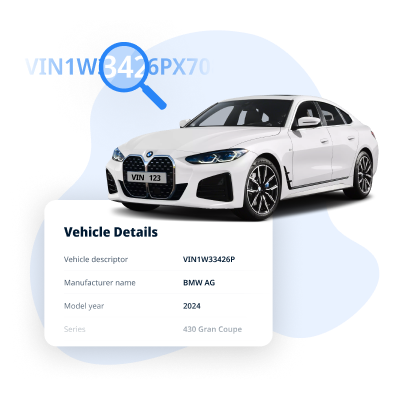 VIN1W33426PX70
VIN 123
Vehicle Details
Vehicle descriptor VIN1W33426P
Manufacturer name BMW AG
Model year 2024
Series 430 Gran Coupe